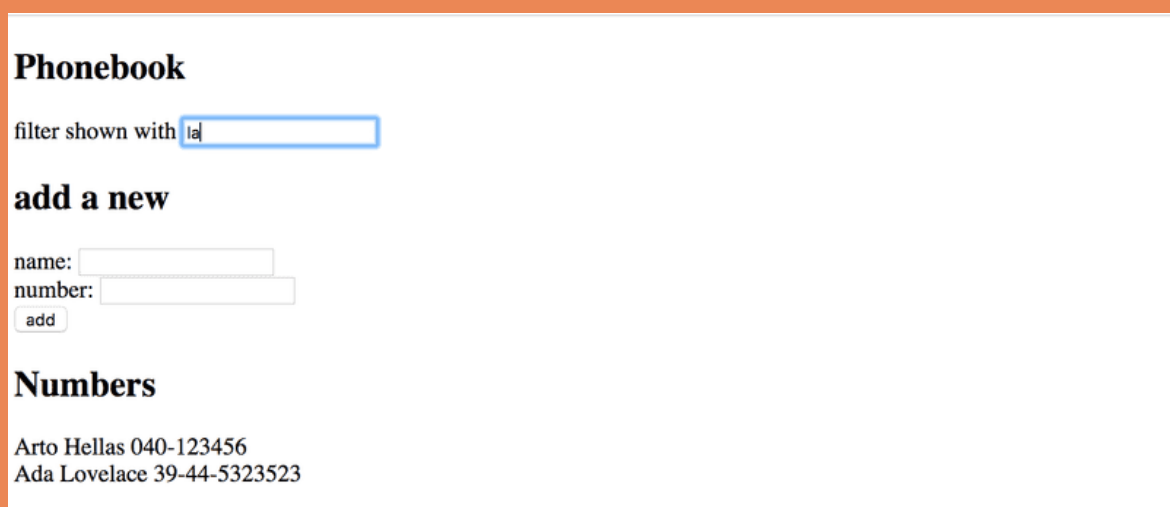 Phonebook
filter shown with la
add a new
name:
number:
add
Numbers
Arto Hellas 040-123456
Ada Lovelace 39-44-5323523